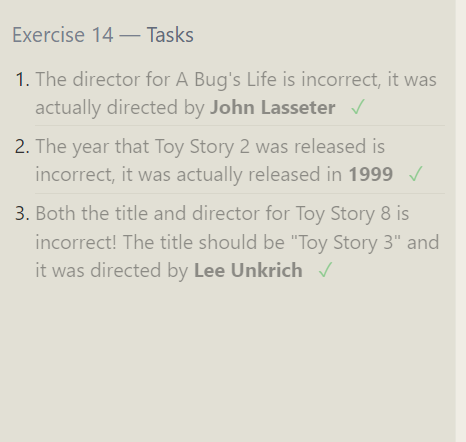 Exercise 14 — Tasks
1. The director for A Bug's Life is incorrect, it was
actually directed by John Lasseter ✓
2. The year that Toy Story 2 was released is
incorrect, it was actually released in 1999 ✓
3. Both the title and director for Toy Story 8 is
incorrect! The title should be "Toy Story 3" and
it was directed by Lee Unkrich ✓